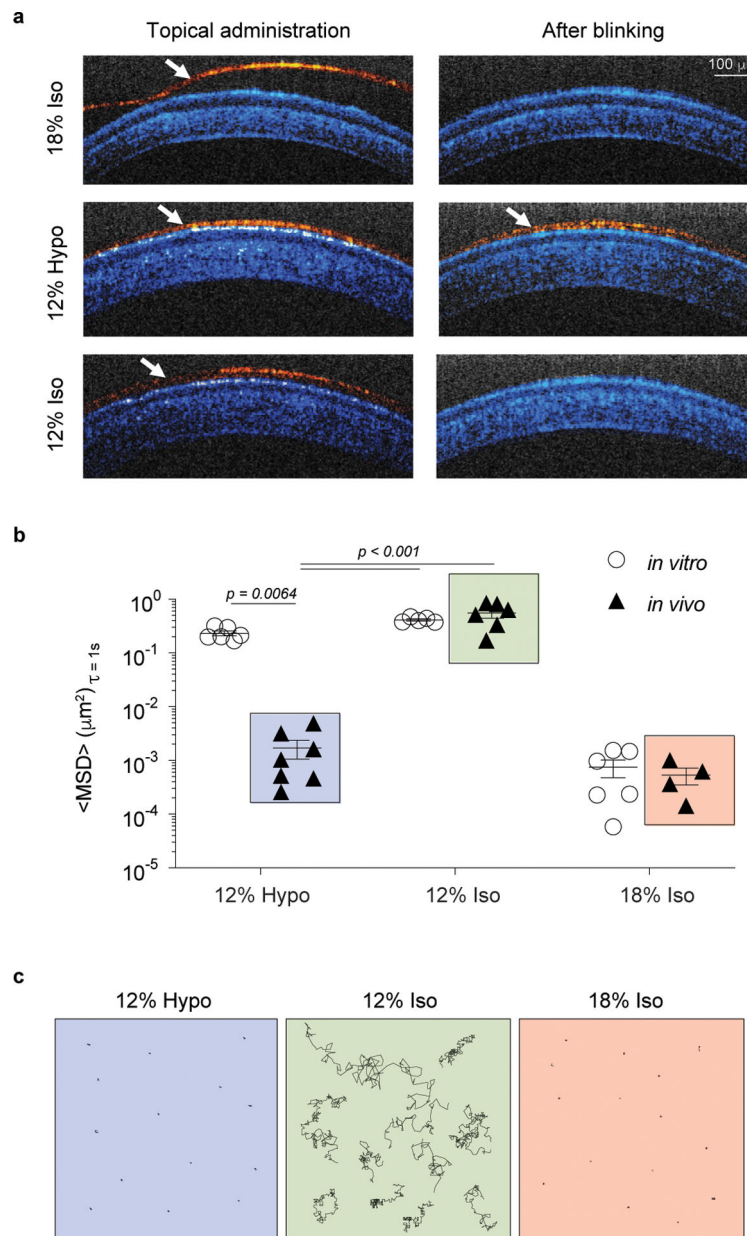 a
Topical administration After blinking
100 μ
18% Iso
12% Hypo
12% Iso
b
p < 0.001
p = 0.0064
in vitro
in vivo
<MSD> (μm²)τ = 1s
10⁰
10⁻¹
10⁻²
10⁻³
10⁻⁴
10⁻⁵
12% Hypo 12% Iso 18% Iso
c
12% Hypo 12% Iso 18% Iso